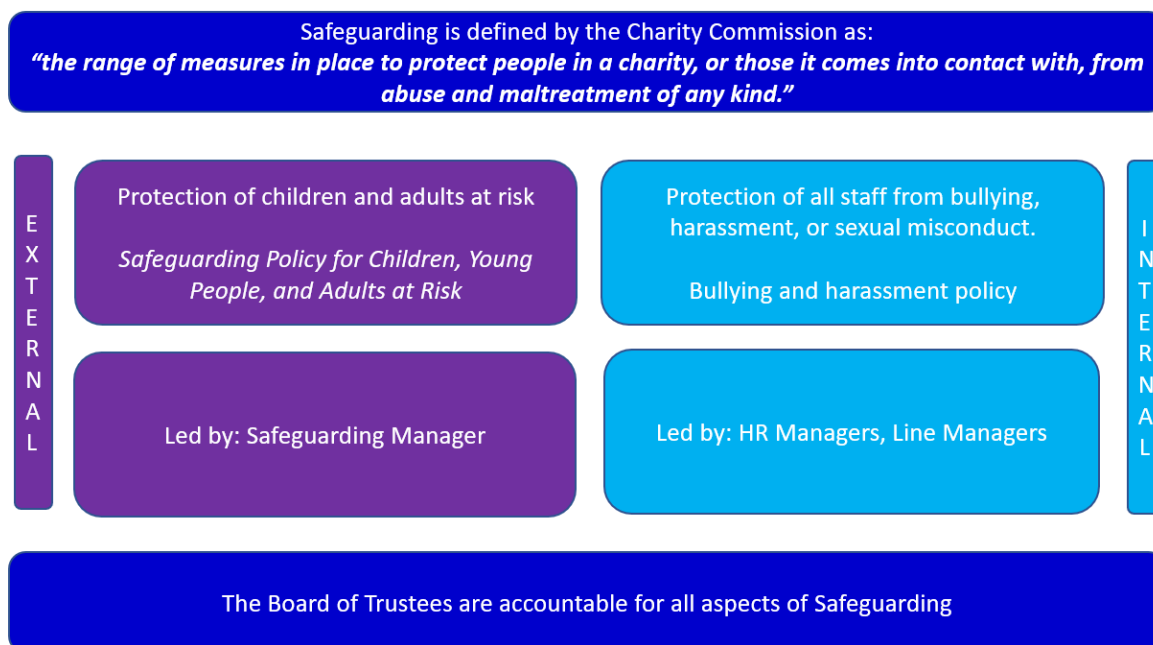 Safeguarding is defined by the Charity Commission as:
“the range of measures in place to protect people in a charity, or those it comes into contact with, from
abuse and maltreatment of any kind.”
EXTERNAL
Protection of children and adults at risk
Safeguarding Policy for Children, Young
People, and Adults at Risk
Protection of all staff from bullying,
harassment, or sexual misconduct.
Bullying and harassment policy
INTERNAL
Led by: Safeguarding Manager
Led by: HR Managers, Line Managers
The Board of Trustees are accountable for all aspects of Safeguarding